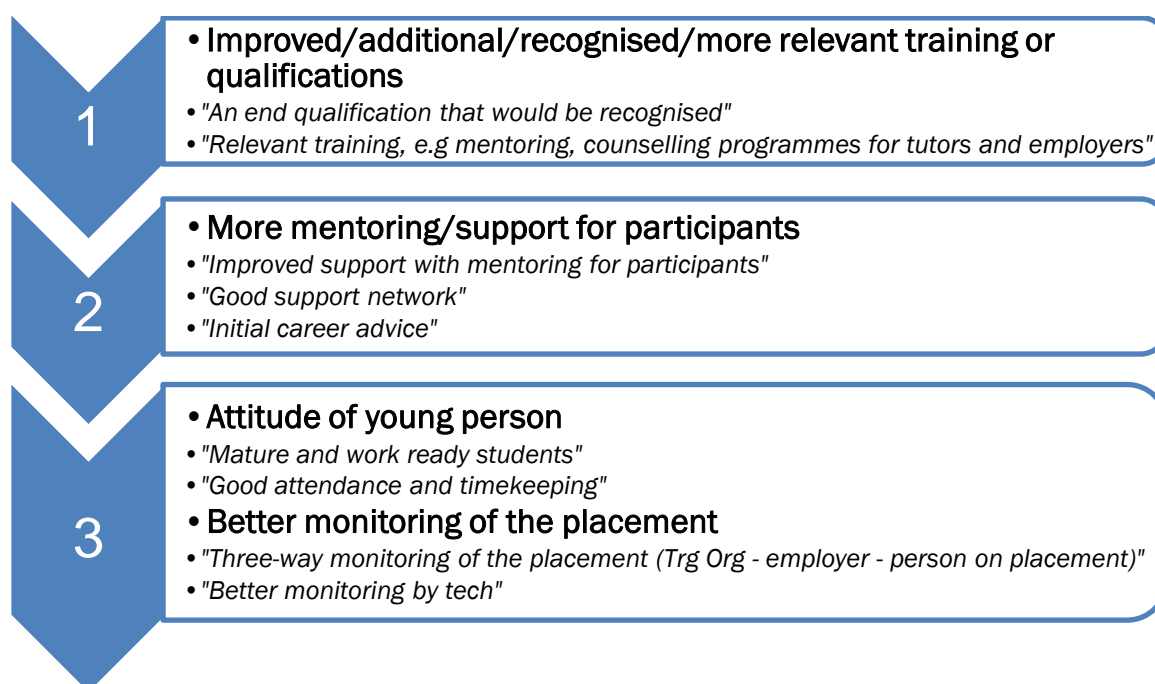 1
• Improved/additional/recognised/more relevant training or
qualifications
• "An end qualification that would be recognised"
• "Relevant training, e.g mentoring, counselling programmes for tutors and employers"
2
• More mentoring/support for participants
• "Improved support with mentoring for participants"
• "Good support network"
• "Initial career advice"
3
• Attitude of young person
• "Mature and work ready students"
• "Good attendance and timekeeping"
• Better monitoring of the placement
• "Three-way monitoring of the placement (Trg Org - employer - person on placement)"
• "Better monitoring by tech"